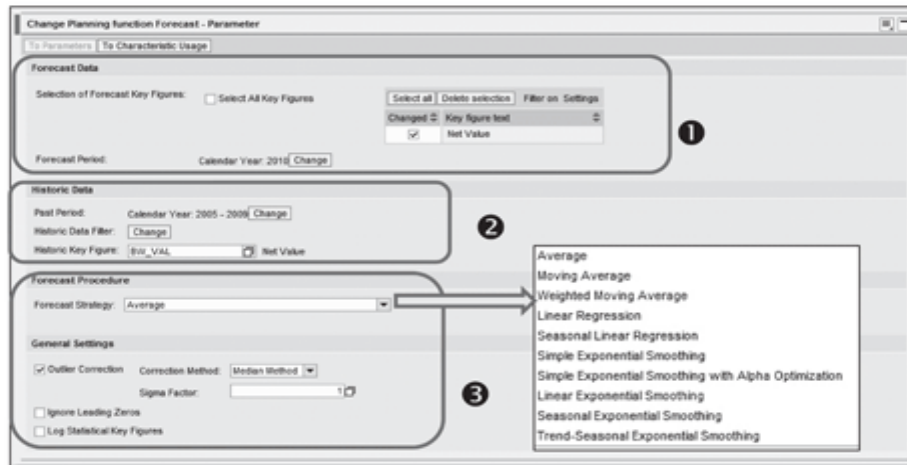 Change Planning function Forecast - Parameter
To Parameters To Characteristic Usage
Forecast Data
Selection of Forecast Key Figures: Select All Key Figures
Select all Delete selection Filter on Settings
Changed Key figure text
Net Value
Forecast Period: Calendar Year: 2010 Change
1
Historic Data
Past Period: Calendar Year: 2005 - 2009 Change
Historic Data Filter: Change
Historic Key Figure: BW_VAL Net Value
2
Forecast Procedure
Forecast Strategy: Average
General Settings
Outlier Correction Correction Method: Median Method
Sigma Factor: 1
Ignore Leading Zeros
Log Statistical Key Figures
3
Average
Moving Average
Weighted Moving Average
Linear Regression
Seasonal Linear Regression
Simple Exponential Smoothing
Simple Exponential Smoothing with Alpha Optimization
Linear Exponential Smoothing
Seasonal Exponential Smoothing
Trend-Seasonal Exponential Smoothing